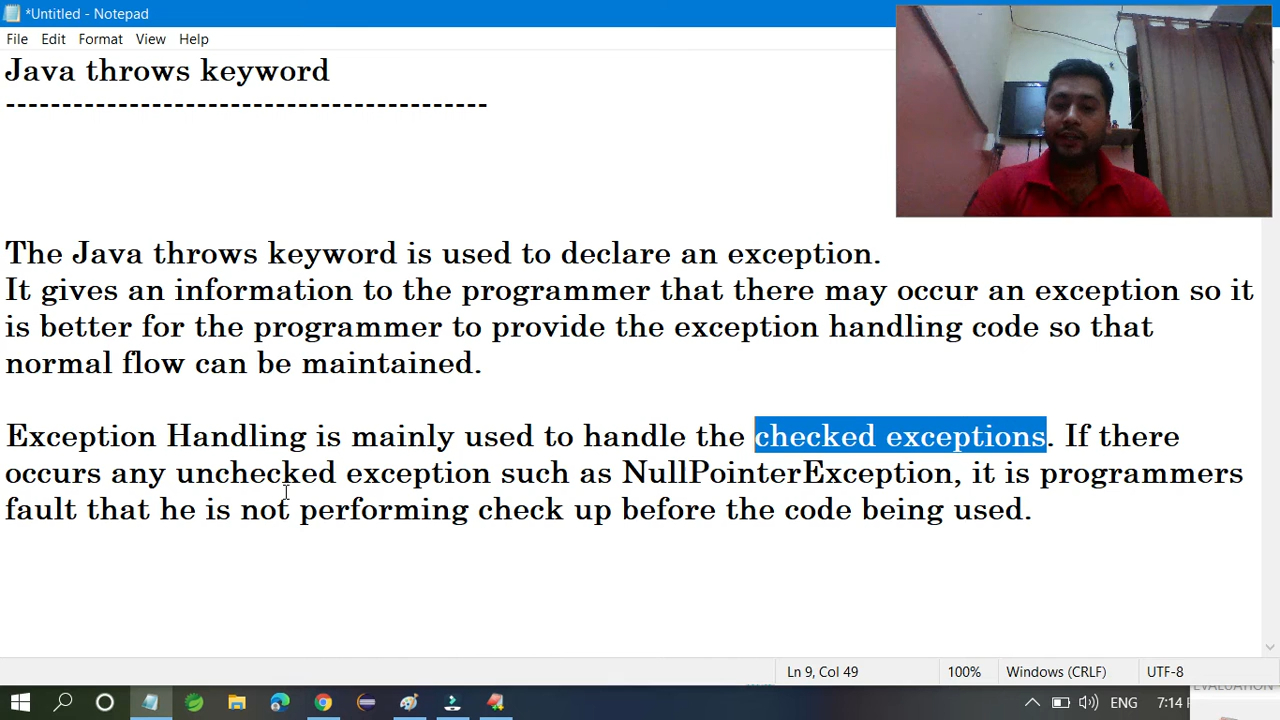 *Untitled - Notepad
File Edit Format View Help
Java throws keyword
-------------------------------------------
The Java throws keyword is used to declare an exception.
It gives an information to the programmer that there may occur an exception so it
is better for the programmer to provide the exception handling code so that
normal flow can be maintained.
Exception Handling is mainly used to handle the checked exceptions. If there
occurs any unchecked exception such as NullPointerException, it is programmers
fault that he is not performing check up before the code being used.
Ln 9, Col 49 100% Windows (CRLF) UTF-8
ENG 7:14
EVALUATION